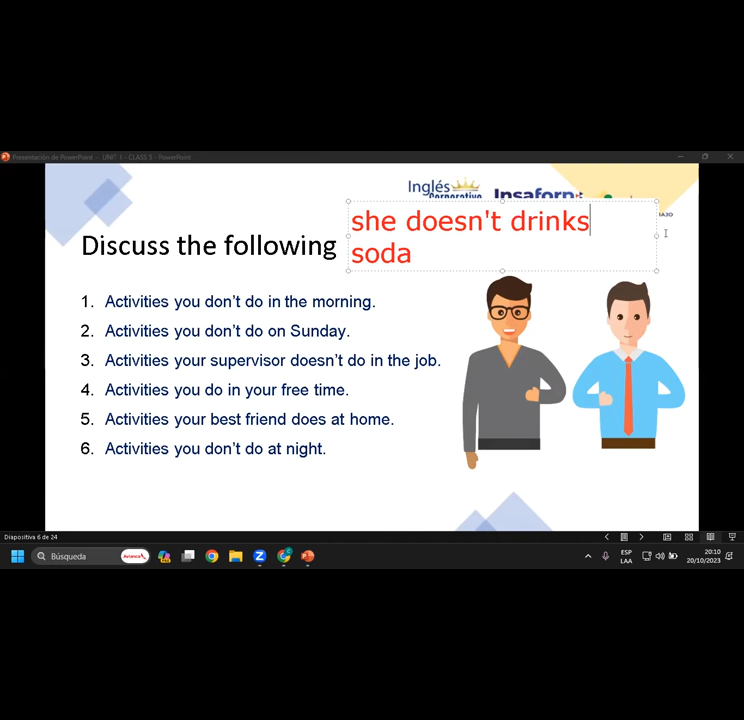 Presentación de PowerPoint - UNIT I - CLASS 5 - PowerPoint
Inglés
Corporativo
Insaforp
she doesn't drinks
soda
Discuss the following
1. Activities you don't do in the morning.
2. Activities you don't do on Sunday.
3. Activities your supervisor doesn't do in the job.
4. Activities you do in your free time.
5. Activities your best friend does at home.
6. Activities you don't do at night.
Diapositiva 6 de 24
Búsqueda
Avianca
ESP
LAA
20:10
20/10/2023